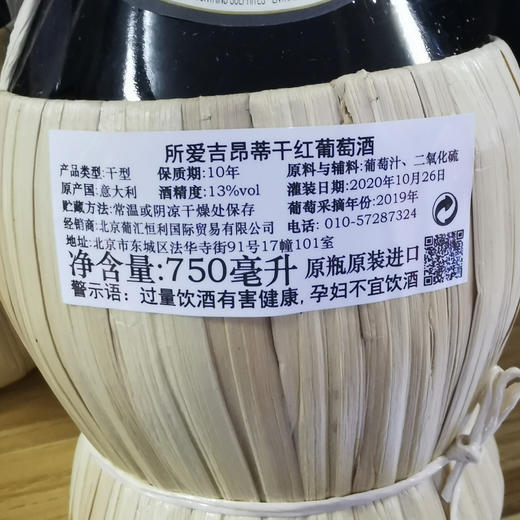 CONTAINS SULPHITES
所爱吉昂蒂干红葡萄酒
产品类型:干型 保质期:10年 原料与辅料:葡萄汁、二氧化硫
原产国:意大利 酒精度:13%vol 灌装日期:2020年10月26日
贮藏方法:常温或阴凉干燥处保存 葡萄采摘年份:2019年
经销商:北京葡汇恒利国际贸易有限公司 电话: 010-57287324
地址:北京市东城区法华寺街91号17幢101室
净含量:750毫升 原瓶原装进口
警示语: 过量饮酒有害健康, 孕妇不宜饮酒